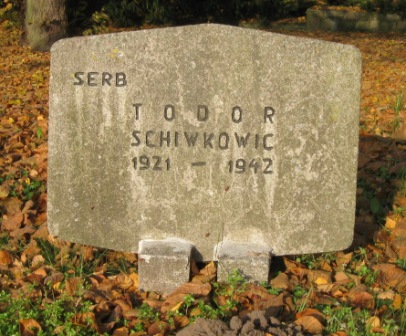 SERB
TODOR
SCHIWKOWIC
1921 - 1942